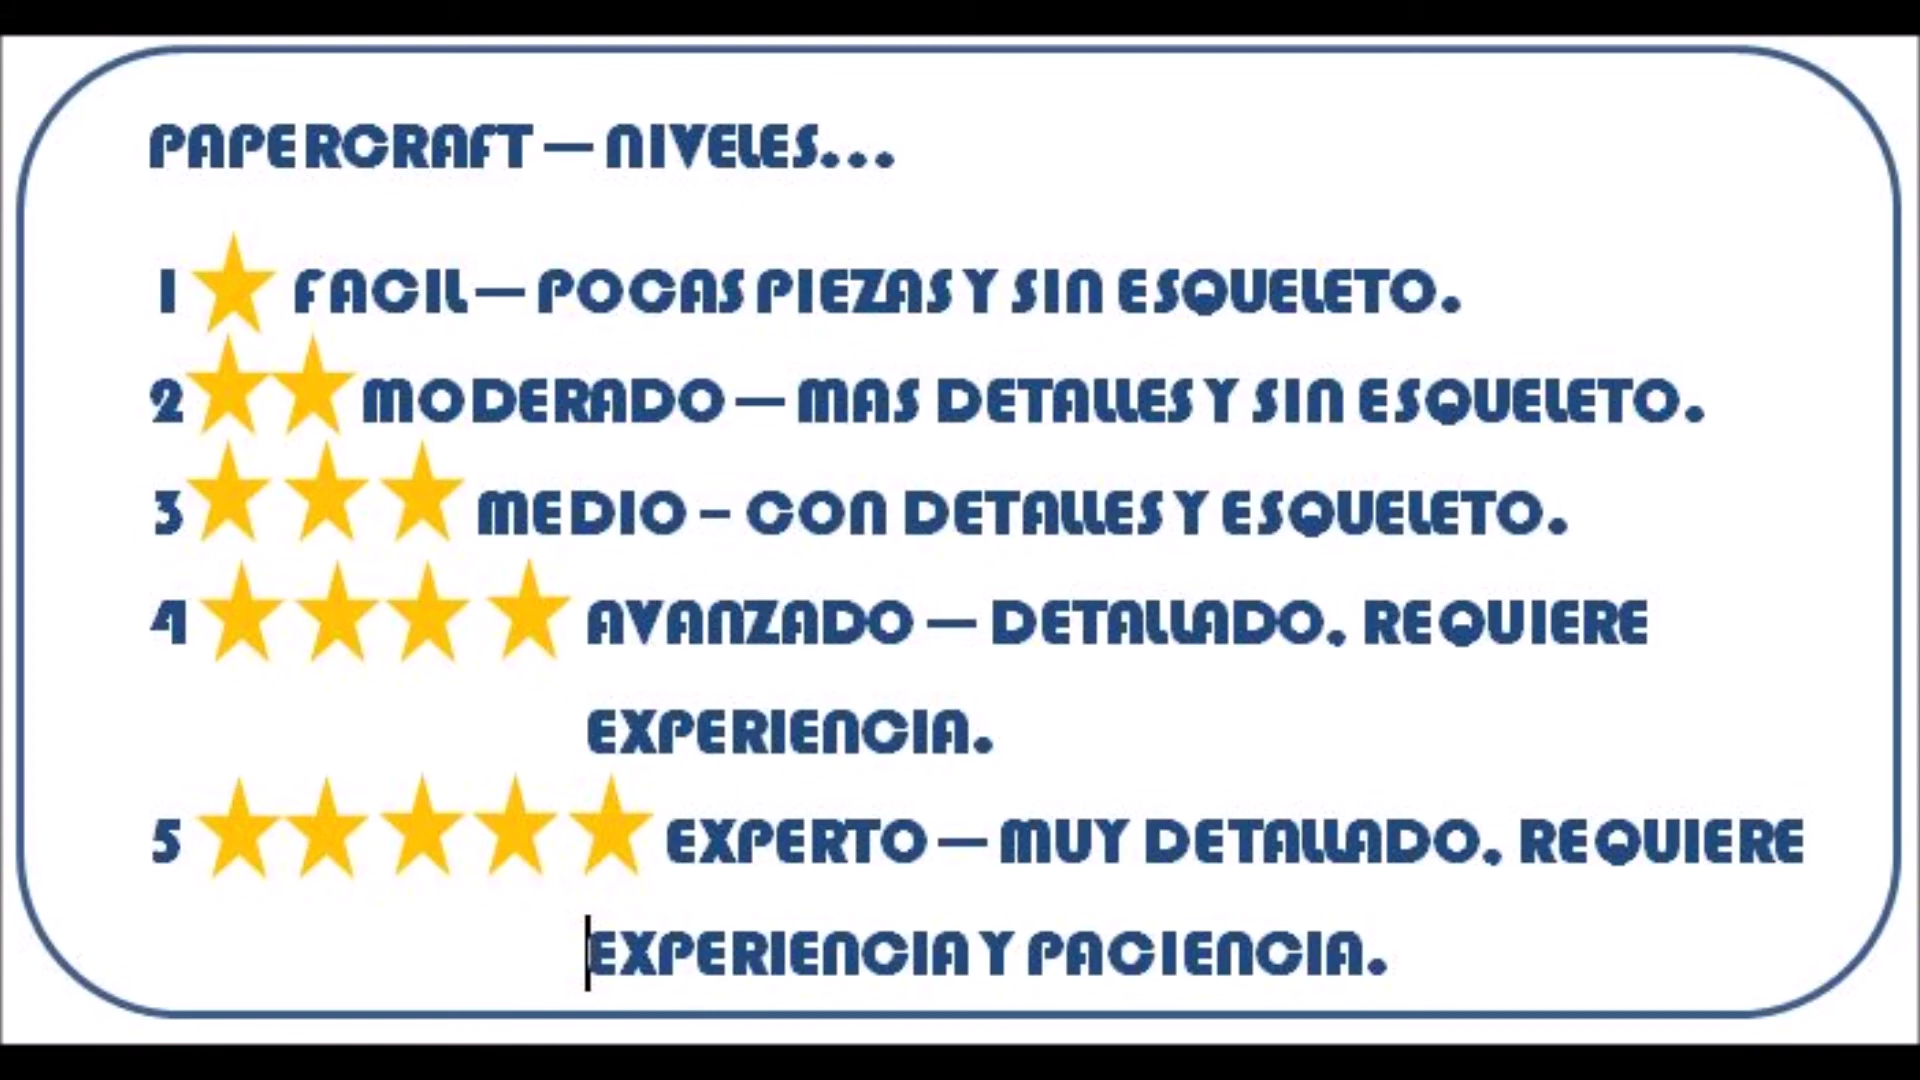 PAPERCRAFT — NIVELES...
1 FACIL — POCAS PIEZAS Y SIN ESQUELETO.
2 MODERADO — MAS DETALLES Y SIN ESQUELETO.
3 MEDIO – CON DETALLES Y ESQUELETO.
4 AVANZADO — DETALLADO, REQUIERE
EXPERIENCIA.
5 EXPERTO — MUY DETALLADO, REQUIERE
EXPERIENCIA Y PACIENCIA.